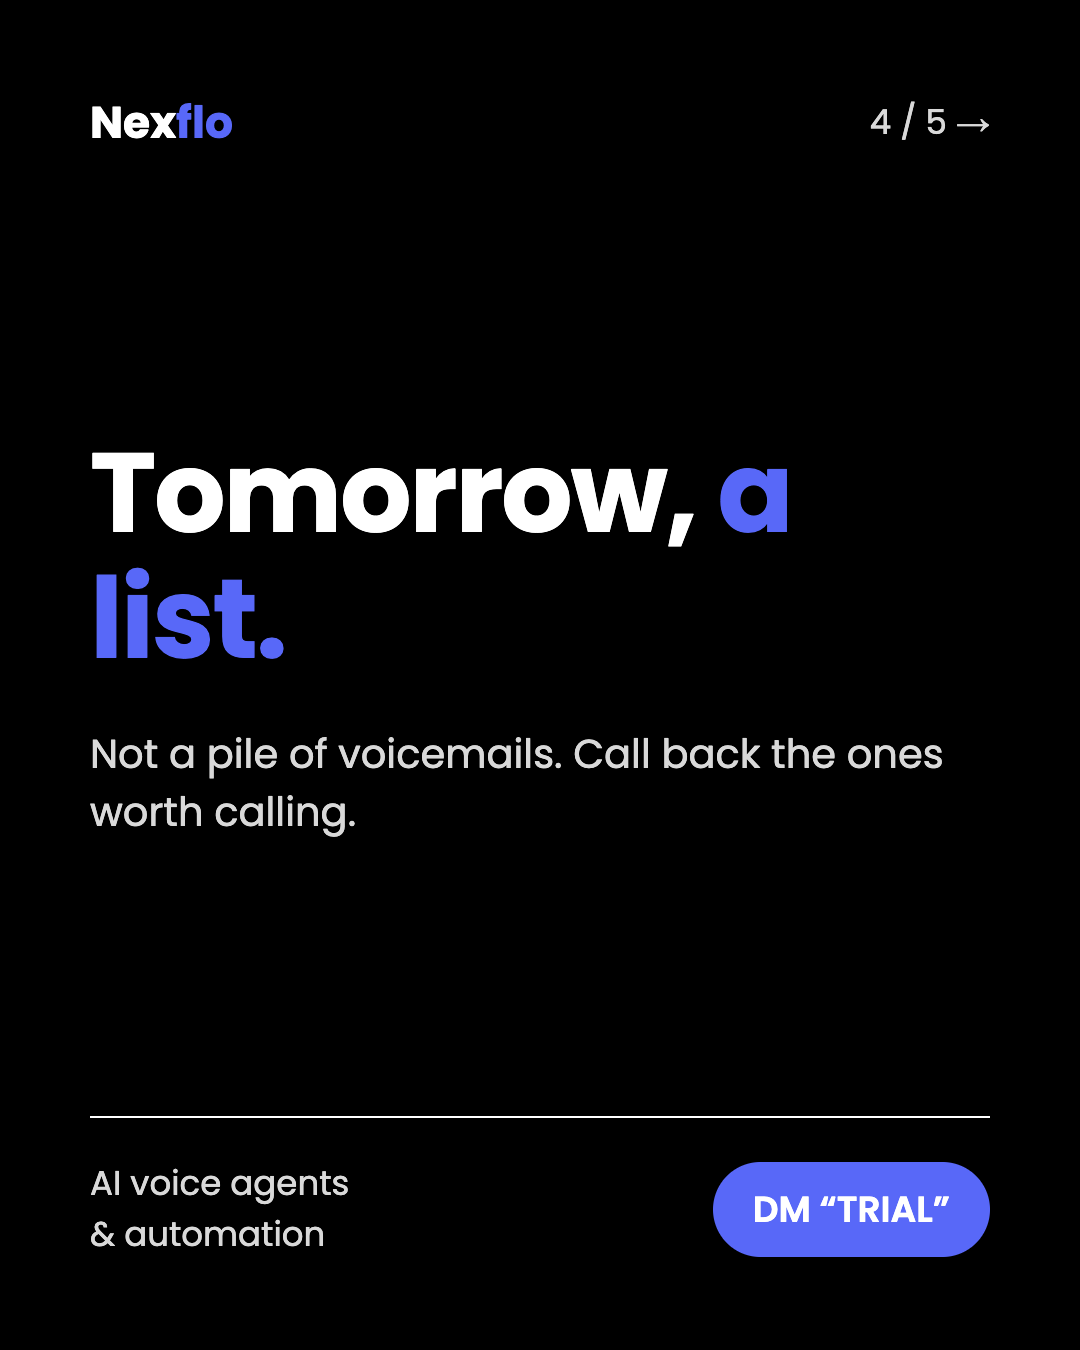 Nexflo
4 / 5 →
Tomorrow, a
list.
Not a pile of voicemails. Call back the ones
worth calling.
AI voice agents
& automation
DM “TRIAL”